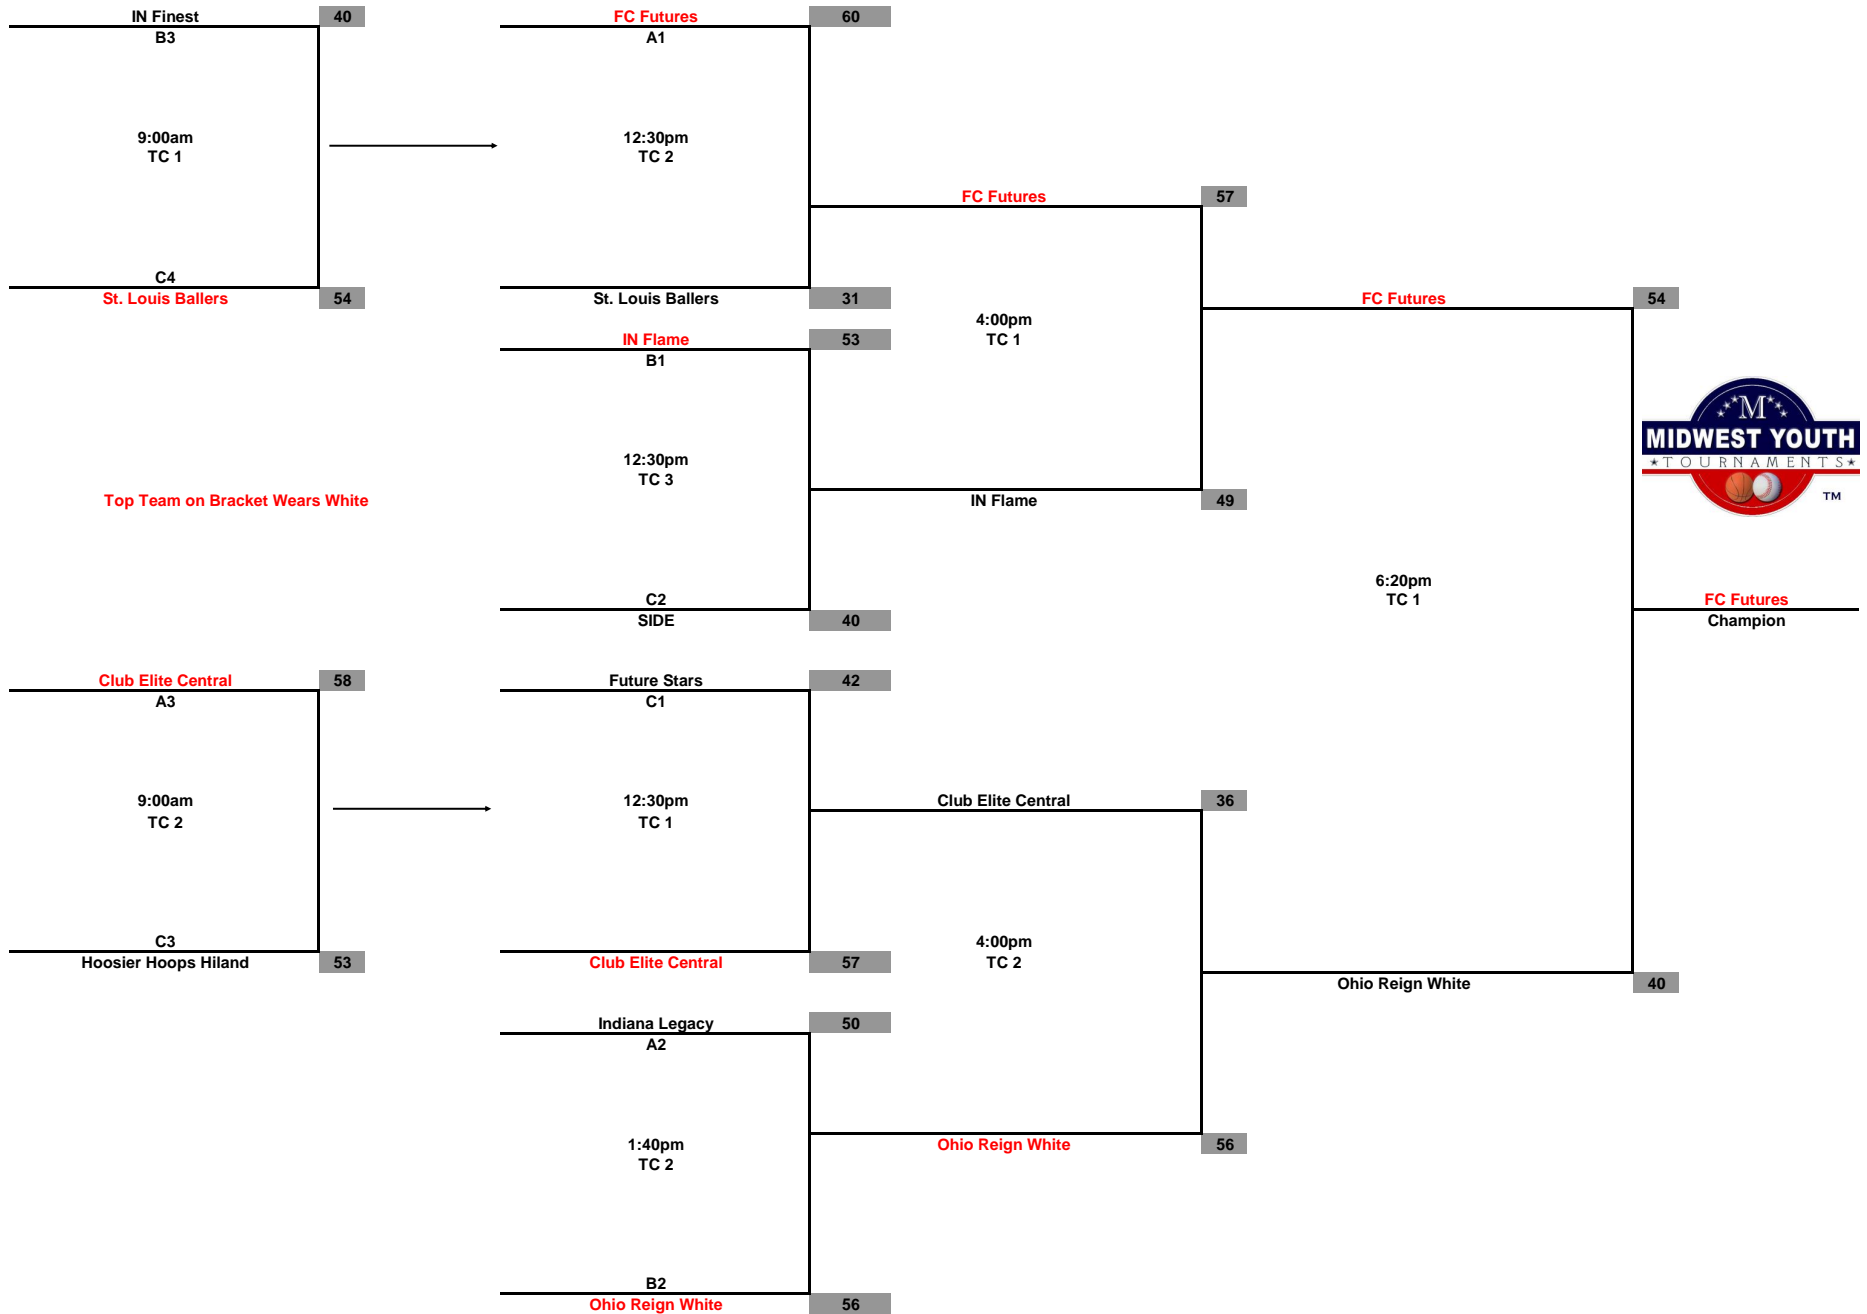 IN Finest 40
B3
9:00am
TC 1
C4
St. Louis Ballers 54
FC Futures 60
A1
12:30pm
TC 2
St. Louis Ballers 31
IN Flame 53
B1
12:30pm
TC 3
C2
SIDE 40
Top Team on Bracket Wears White
FC Futures 57
4:00pm
TC 1
IN Flame 49
FC Futures 54
M
MIDWEST YOUTH
TOURNAMENTS
TM
6:20pm
TC 1
FC Futures
Champion
Club Elite Central 58
A3
9:00am
TC 2
C3
Hoosier Hoops Hiland 53
Future Stars 42
C1
12:30pm
TC 1
Club Elite Central 57
Indiana Legacy 50
A2
1:40pm
TC 2
B2
Ohio Reign White 56
Club Elite Central 36
4:00pm
TC 2
Ohio Reign White 56
Ohio Reign White 40